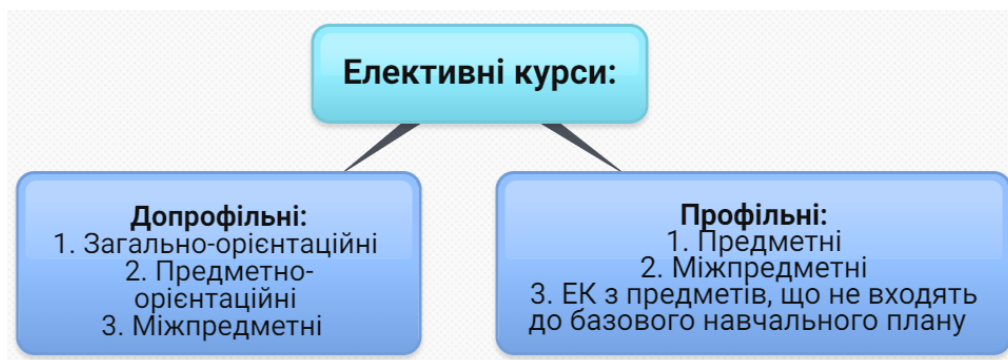 Елективні курси:
Допрофільні:
1. Загально-орієнтаційні
2. Предметно-
орієнтаційні
3. Міжпредметні
Профільні:
1. Предметні
2. Міжпредметні
3. ЕК з предметів, що не входять
до базового навчального плану